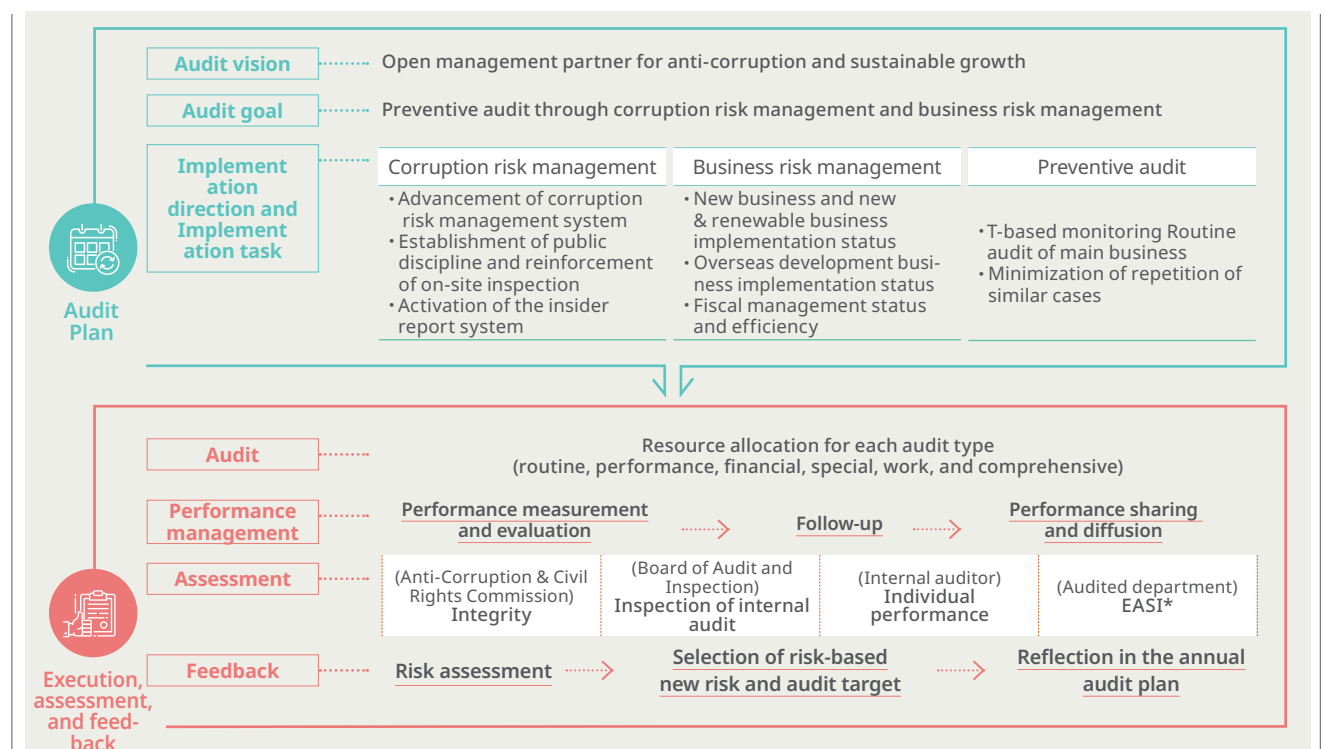 Audit vision
Open management partner for anti-corruption and sustainable growth
Audit goal
Preventive audit through corruption risk management and business risk management
Implement
ation
direction and
Implement
ation task
Corruption risk management
• Advancement of corruption
risk management system
• Establishment of public
discipline and reinforcement
of on-site inspection
• Activation of the insider
report system
Business risk management
• New business and new
& renewable business
implementation status
• Overseas development busi-
ness implementation status
• Fiscal management status
and efficiency
Preventive audit
• T-based monitoring Routine
audit of main business
• Minimization of repetition of
similar cases
Audit
Plan
Audit
Resource allocation for each audit type
(routine, performance, financial, special, work, and comprehensive)
Performance
management
Performance measurement
and evaluation
Follow-up
Performance sharing
and diffusion
Assessment
(Anti-Corruption & Civil
Rights Commission)
Integrity
(Board of Audit and
Inspection)
Inspection of internal
audit
(Internal auditor)
Individual
performance
(Audited department)
EASI*
Feedback
Risk assessment
Selection of risk-based
new risk and audit target
Reflection in the annual
audit plan
Execution,
assessment,
and feed-
back